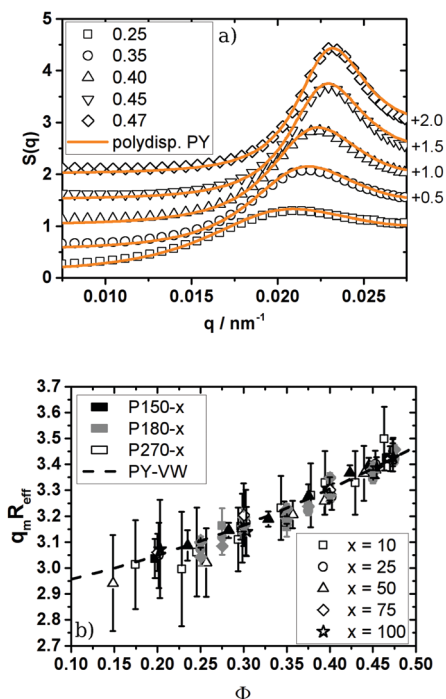 a)
0.25
0.35
0.40
0.45
0.47
polydisp. PY
5
4
3
2
1
0
S(q)
+2.0
+1.5
+1.0
+0.5
0.010 0.015 0.020 0.025
q / nm⁻¹
3.7
3.6
3.5
3.4
3.3
3.2
3.1
3.0
2.9
2.8
2.7
qₘ R_eff
P150-x
P180-x
P270-x
PY-VW
x = 10
x = 25
x = 50
x = 75
x = 100
b)
0.10 0.15 0.20 0.25 0.30 0.35 0.40 0.45 0.50
Φ